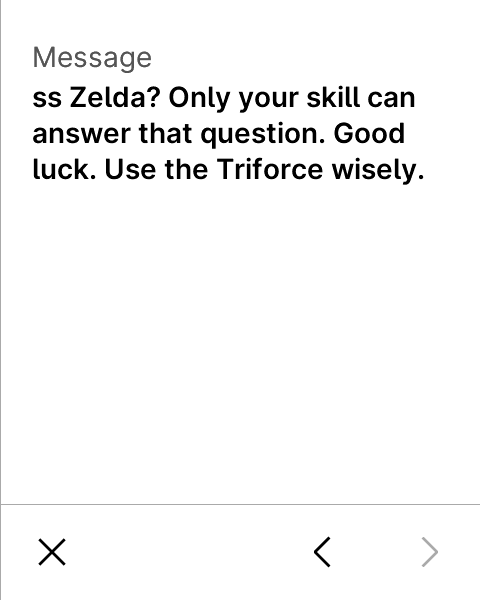 Message
ss Zelda? Only your skill can
answer that question. Good
luck. Use the Triforce wisely.